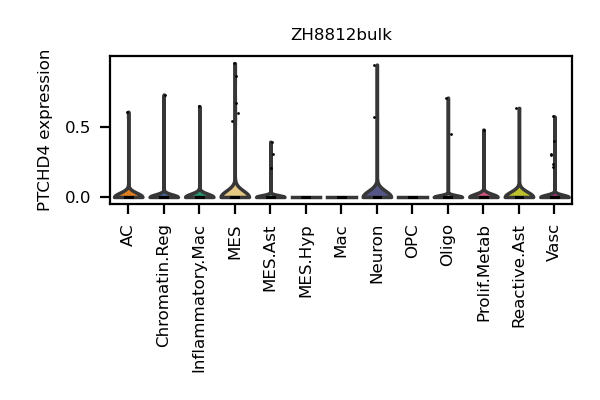 ZH8812bulk
PTCHD4 expression
0.5
0.0
AC
Chromatin.Reg
Inflammatory.Mac
MES
MES.Ast
MES.Hyp
Mac
Neuron
OPC
Oligo
Prolif.Metab
Reactive.Ast
Vasc